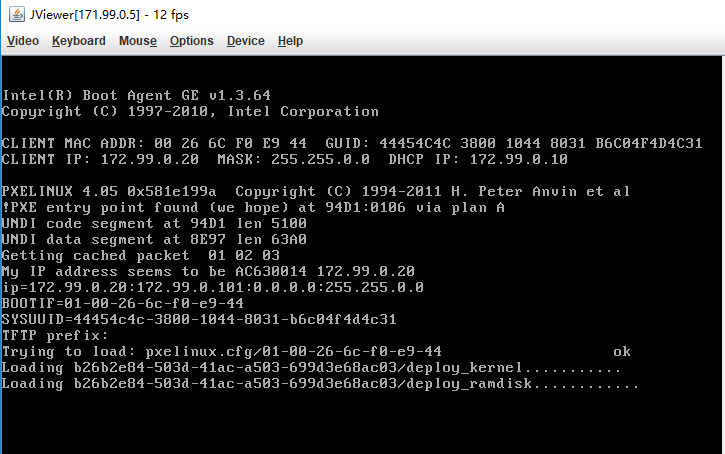 JViewer[171.99.0.5] - 12 fps
Video Keyboard Mouse Options Device Help
Intel(R) Boot Agent GE v1.3.64
Copyright (C) 1997-2010, Intel Corporation
CLIENT MAC ADDR: 00 26 6C F0 E9 44  GUID: 44454C4C 3800 1044 8031 B6C04F4D4C31
CLIENT IP: 172.99.0.20  MASK: 255.255.0.0  DHCP IP: 172.99.0.10
PXELINUX 4.05 0x581e199a  Copyright (C) 1994-2011 H. Peter Anvin et al
!PXE entry point found (we hope) at 94D1:0106 via plan A
UNDI code segment at 94D1 len 5100
UNDI data segment at 8E97 len 63A0
Getting cached packet  01 02 03
My IP address seems to be AC630014 172.99.0.20
ip=172.99.0.20:172.99.0.101:0.0.0.0:255.255.0.0
BOOTIF=01-00-26-6c-f0-e9-44
SYSUUID=44454c4c-3800-1044-8031-b6c04f4d4c31
TFTP prefix:
Trying to load: pxelinux.cfg/01-00-26-6c-f0-e9-44 ok
Loading b26b2e84-503d-41ac-a503-699d3e68ac03/deploy_kernel...........
Loading b26b2e84-503d-41ac-a503-699d3e68ac03/deploy_ramdisk............